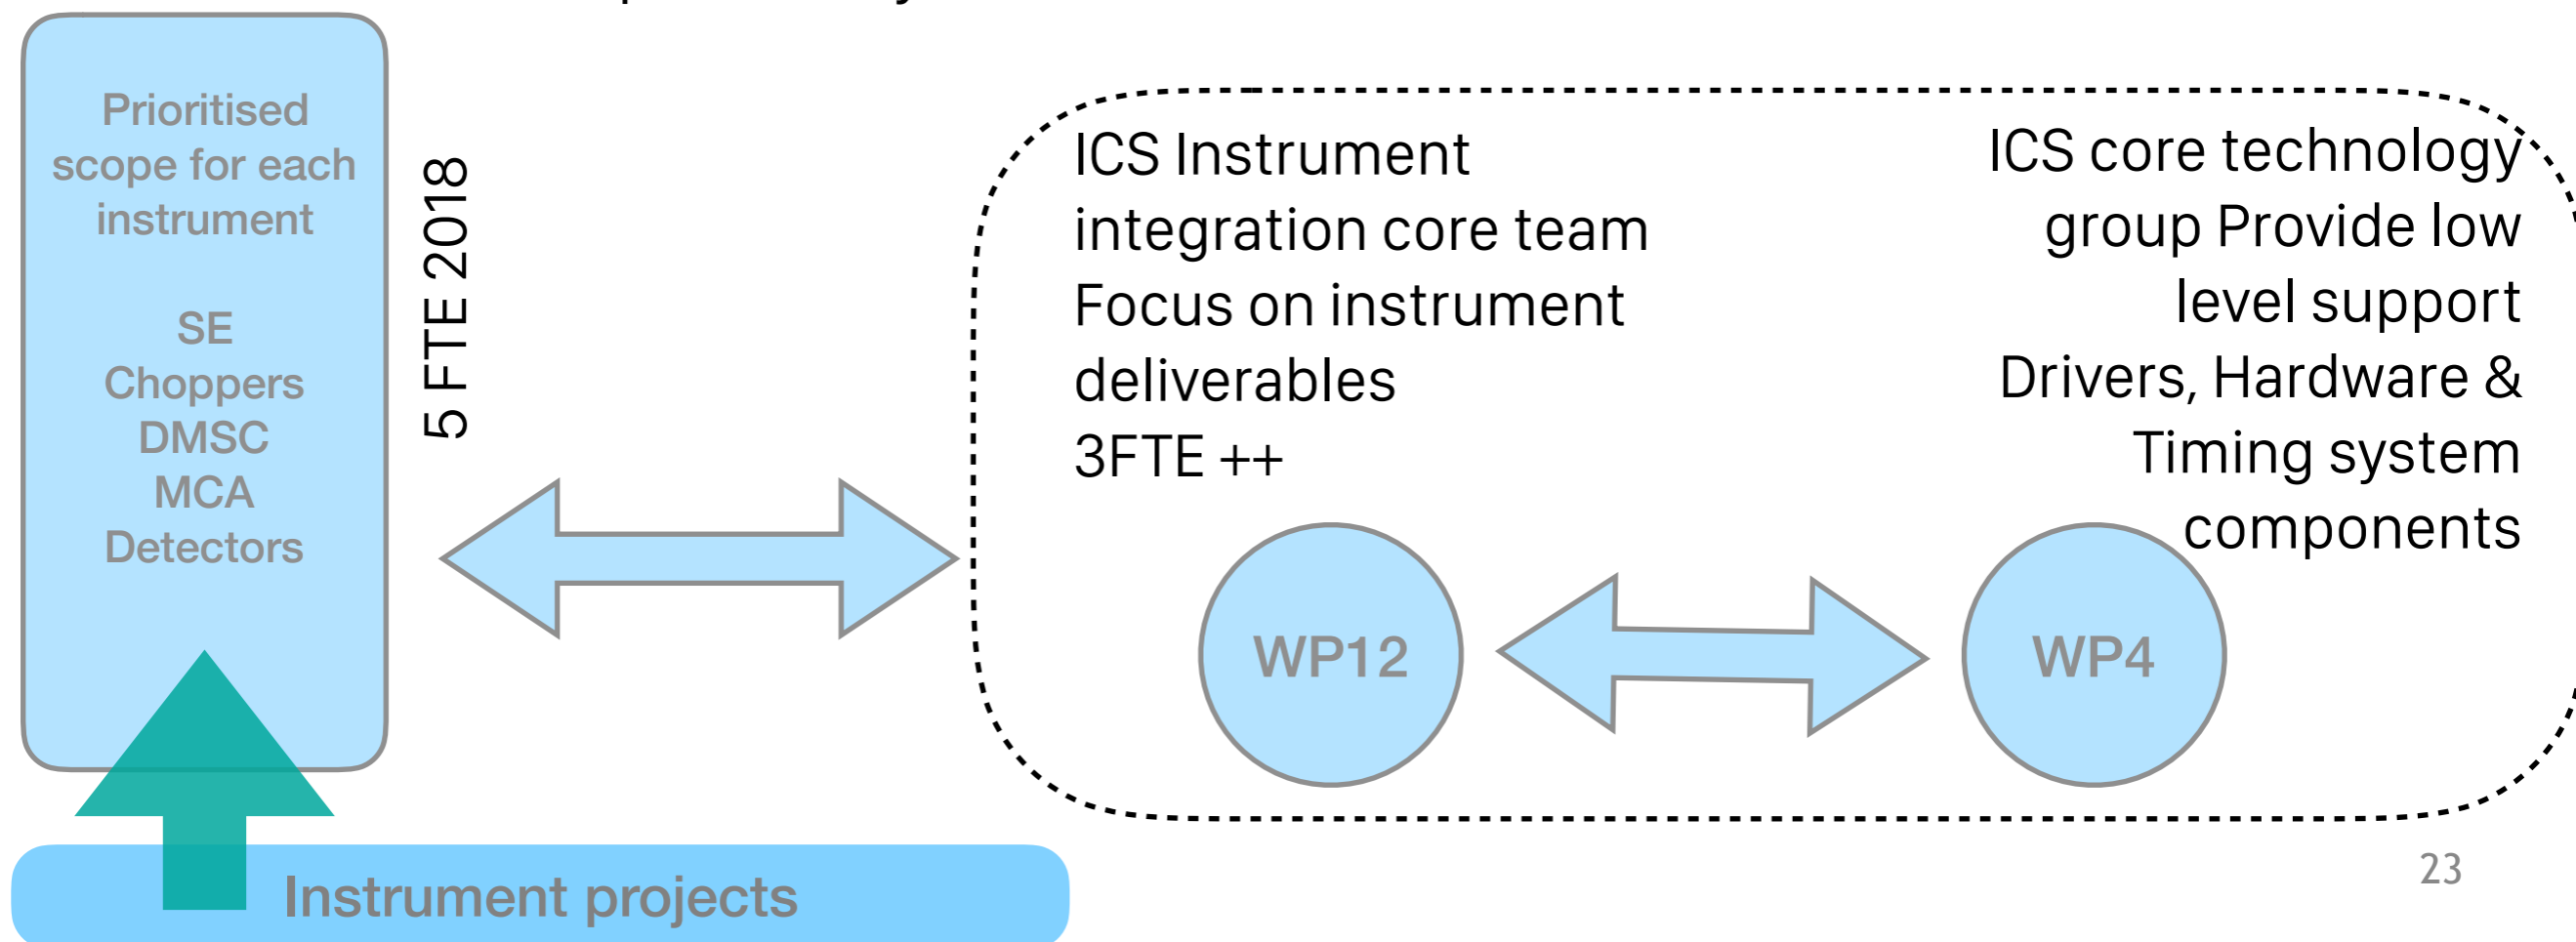 Prioritised
scope for each
instrument
SE
Choppers
DMSC
MCA
Detectors
5 FTE 2018
ICS Instrument
integration core team
Focus on instrument
deliverables
3FTE ++
ICS core technology
group Provide low
level support
Drivers, Hardware &
Timing system
components
WP12
WP4
Instrument projects
23